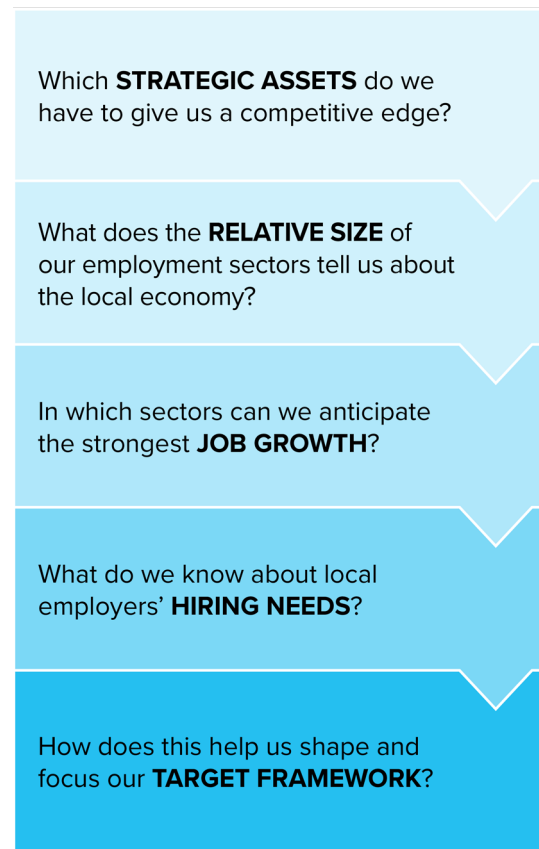 Which STRATEGIC ASSETS do we
have to give us a competitive edge?
What does the RELATIVE SIZE of
our employment sectors tell us about
the local economy?
In which sectors can we anticipate
the strongest JOB GROWTH?
What do we know about local
employers’ HIRING NEEDS?
How does this help us shape and
focus our TARGET FRAMEWORK?